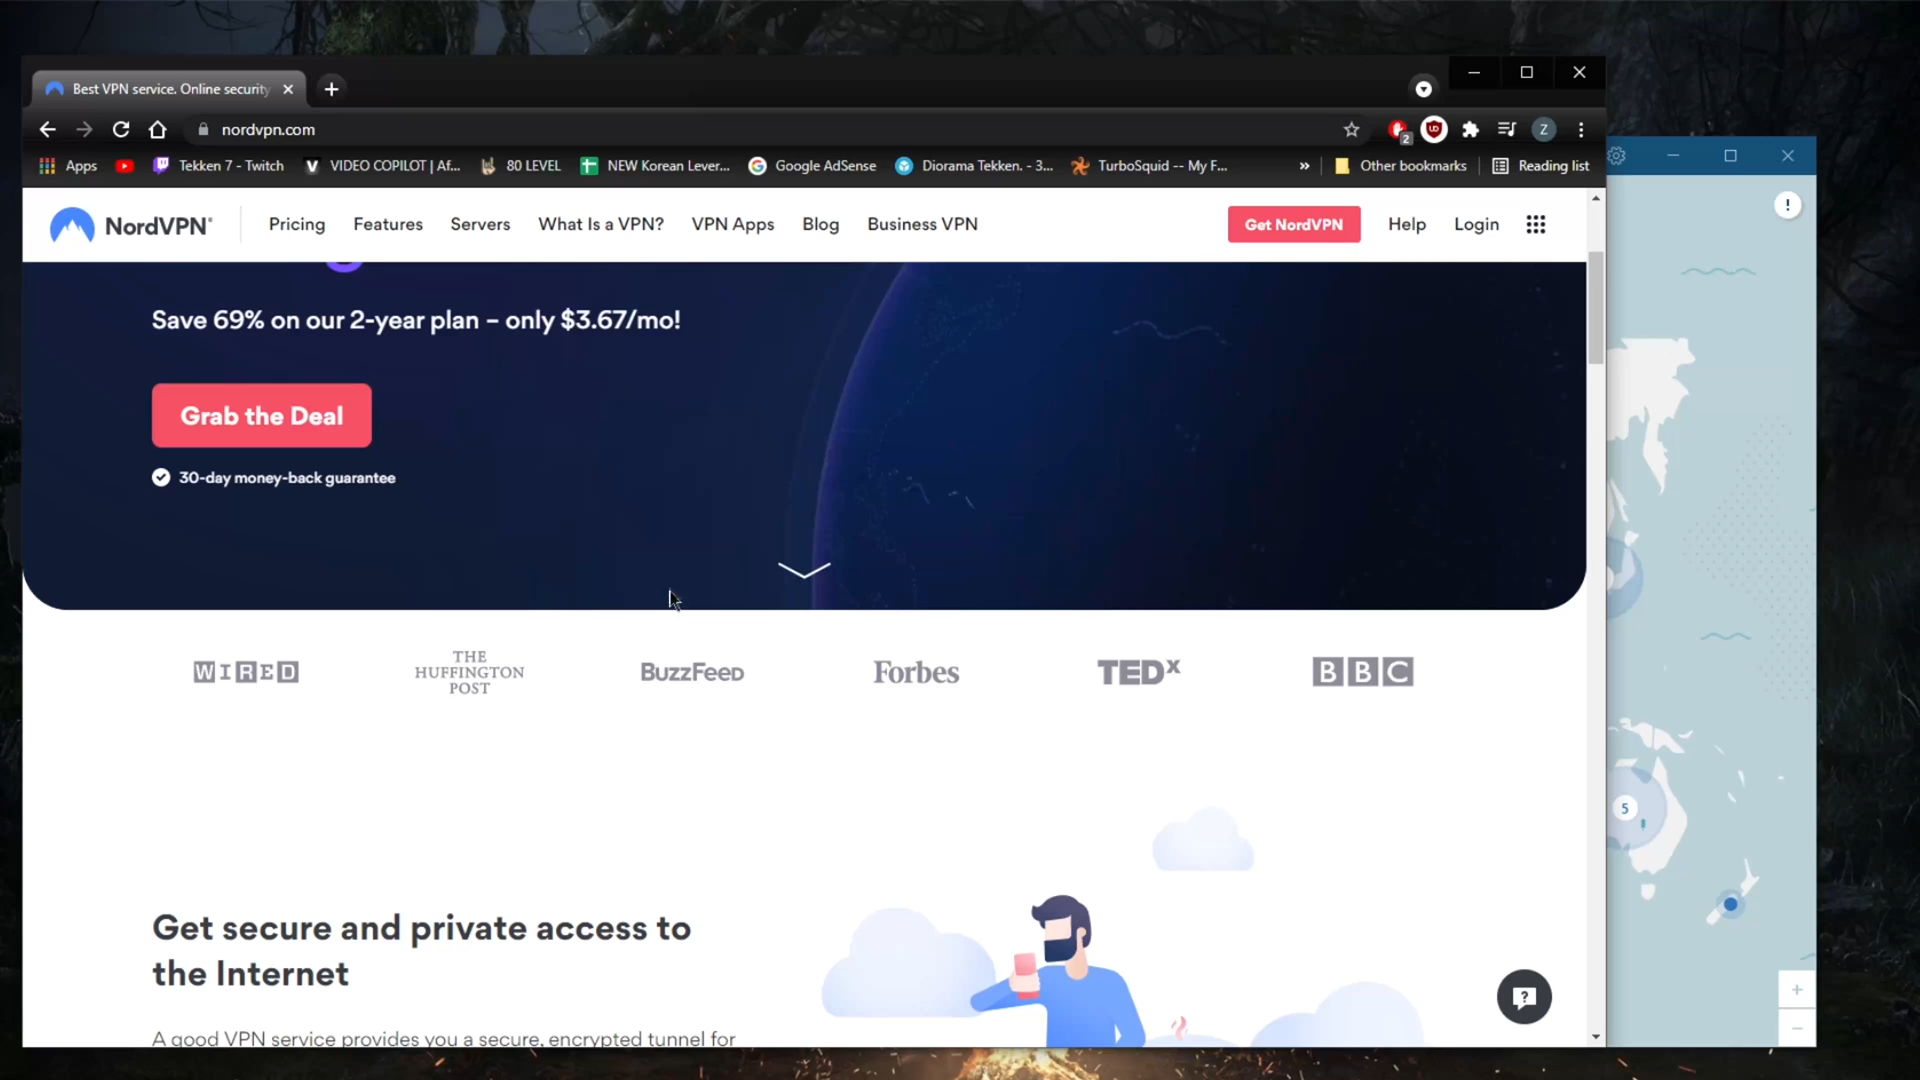 Best VPN service. Online security
nordvpn.com
2
UD
Z
Apps
Tekken 7 - Twitch
VIDEO COPILOT | Af...
80 LEVEL
NEW Korean Lever...
Google AdSense
Diorama Tekken. - 3...
TurboSquid -- My F...
»
Other bookmarks
Reading list
NordVPN®
Pricing
Features
Servers
What Is a VPN?
VPN Apps
Blog
Business VPN
Get NordVPN
Help
Login
!
Save 69% on our 2-year plan – only $3.67/mo!
Grab the Deal
30-day money-back guarantee
WIRED
THE
HUFFINGTON
POST
BuzzFeed
Forbes
TEDx
BBC
5
Get secure and private access to
the Internet
?
A good VPN service provides you a secure, encrypted tunnel for